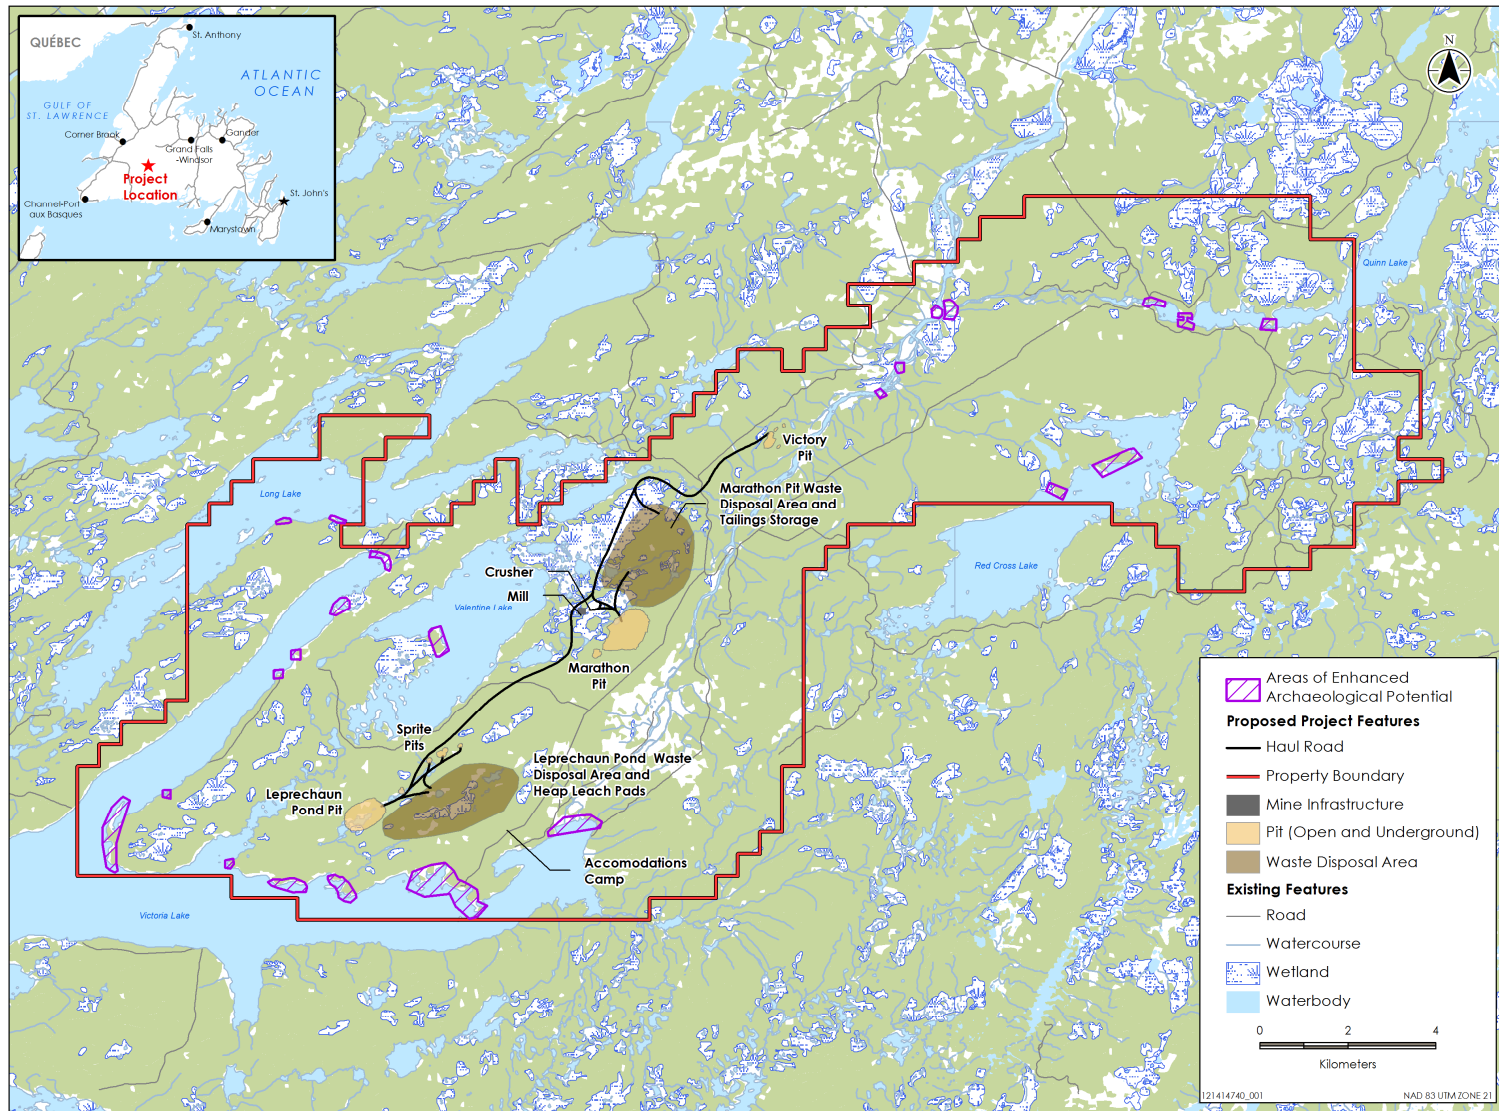 QUÉBEC
St. Anthony
ATLANTIC
OCEAN
GULF OF
ST. LAWRENCE
Corner Brook
Gander
Grand Falls
-Windsor
Project
Location
St. John's
Channel-Port
aux Basques
Marystown
N
Quinn Lake
Victory
Pit
Long Lake
Marathon Pit Waste
Disposal Area and
Tailings Storage
Crusher
Mill
Valentine Lake
Red Cross Lake
Marathon
Pit
Sprite
Pits
Leprechaun Pond Waste
Disposal Area and
Heap Leach Pads
Leprechaun
Pond Pit
Accomodations
Camp
Victoria Lake
Areas of Enhanced
Archaeological Potential
Proposed Project Features
Haul Road
Property Boundary
Mine Infrastructure
Pit (Open and Underground)
Waste Disposal Area
Existing Features
Road
Watercourse
Wetland
Waterbody
0 2 4
Kilometers
121414740_001 NAD 83 UTM ZONE 21